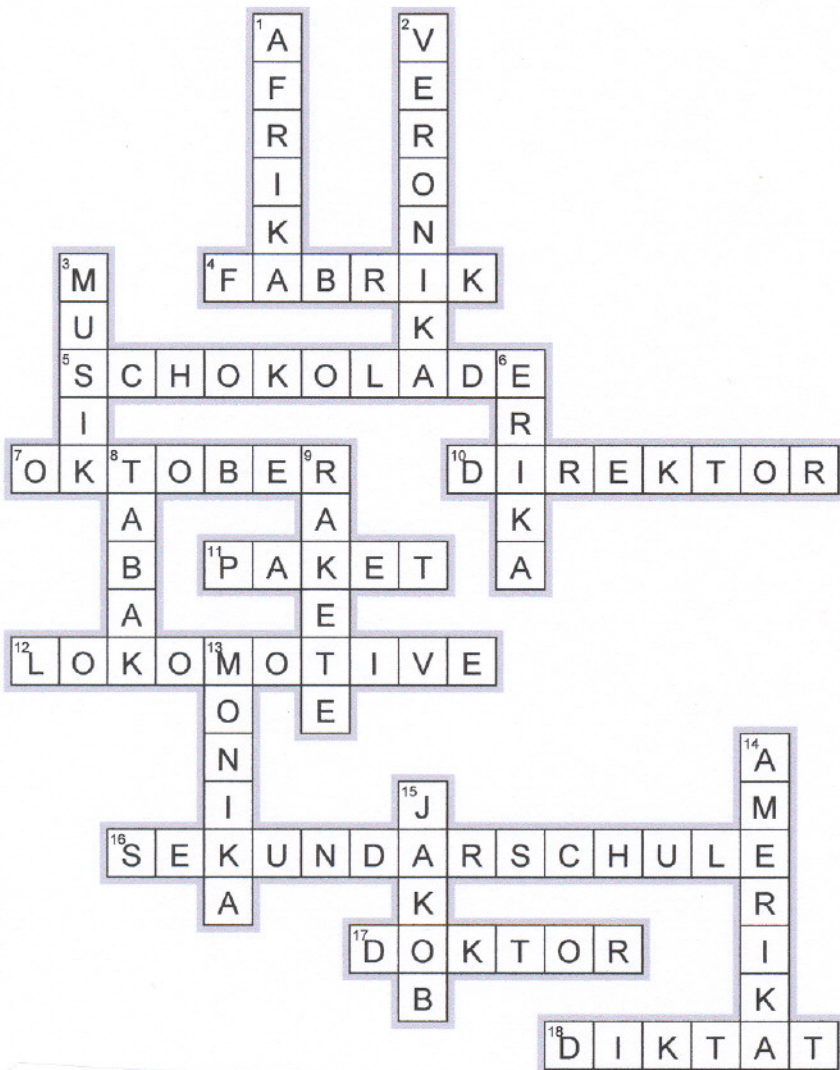 1 AFRIKA
2 VERONIKA
3 MUSIK
4 FABRIK
5 SCHOKOLADE
6 ERIKA
7 OKTOBER
8 TABAK
9 RAKETE
10 DIREKTOR
11 PAKET
12 LOKOMOTIVE
13 MONIKA
14 AMERIKA
15 JAKOB
16 SEKUNDARSCHULE
17 DOKTOR
18 DIKTAT